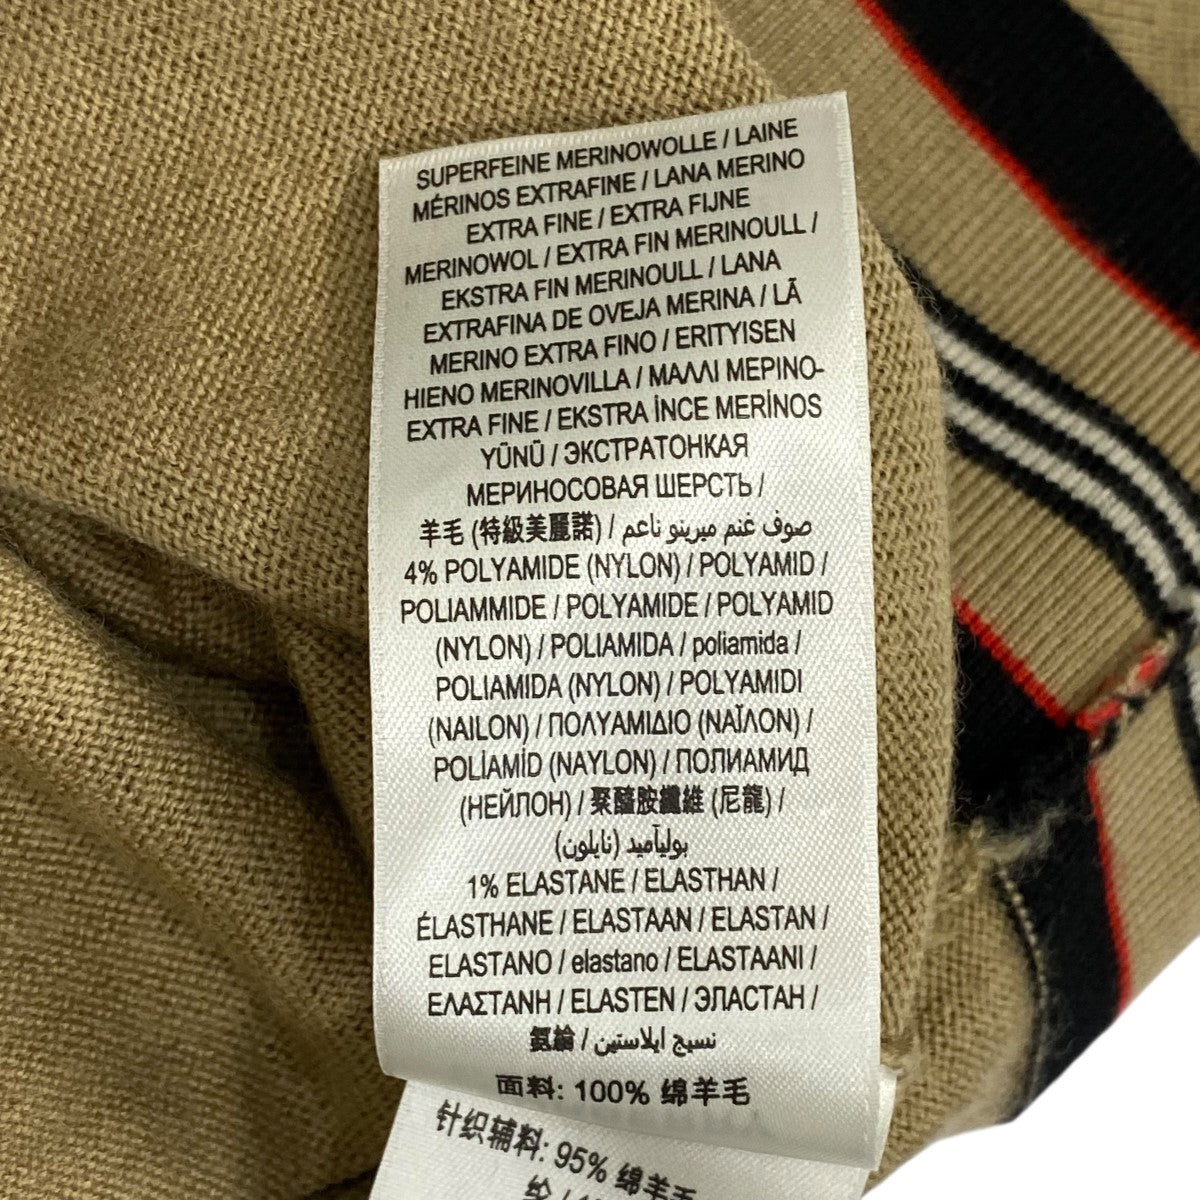 SUPERFEINE MERINOWOLLE / LAINE
MÉRINOS EXTRAFINE / LANA MERINO
EXTRA FINE / EXTRA FIJNE
MERINOWOL / EXTRA FIN MERINOULL /
EKSTRA FIN MERINOULL / LANA
EXTRAFINA DE OVEJA MERINA / LÃ
MERINO EXTRA FINO / ERITYISEN
HIENO MERINOVILLA / ΜΑΛΛΙ ΜΕΡΙΝΟ-
EXTRA FINE / EKSTRA İNCE MERİNOS
YÜNÜ / ЭКСТРАТОНКАЯ
МЕРИНОСОВАЯ ШЕРСТЬ /
羊毛 (特級美麗諾) / صوف غنم ميرينو ناعم
4% POLYAMIDE (NYLON) / POLYAMID /
POLIAMMIDE / POLYAMIDE / POLYAMID
(NYLON) / POLIAMIDA / poliamida /
POLIAMIDA (NYLON) / POLYAMIDI
(NAILON) / ΠΟΛΥΑΜΙΔΙΟ (ΝΑΪΛΟΝ) /
POLİAMİD (NAYLON) / ПОЛИАМИД
(НЕЙЛОН) / 聚醯胺纖維 (尼龍) /
بولياميد (نايلون)
1% ELASTANE / ELASTHAN /
ÉLASTHANE / ELASTAAN / ELASTAN /
ELASTANO / elastano / ELASTAANI /
ΕΛΑΣΤΑΝΗ / ELASTEN / ЭЛАСТАН /
氨綸 / نسيج ايلاستين
面料: 100% 绵羊毛
针织辅料: 95% 绵羊毛
纶 /